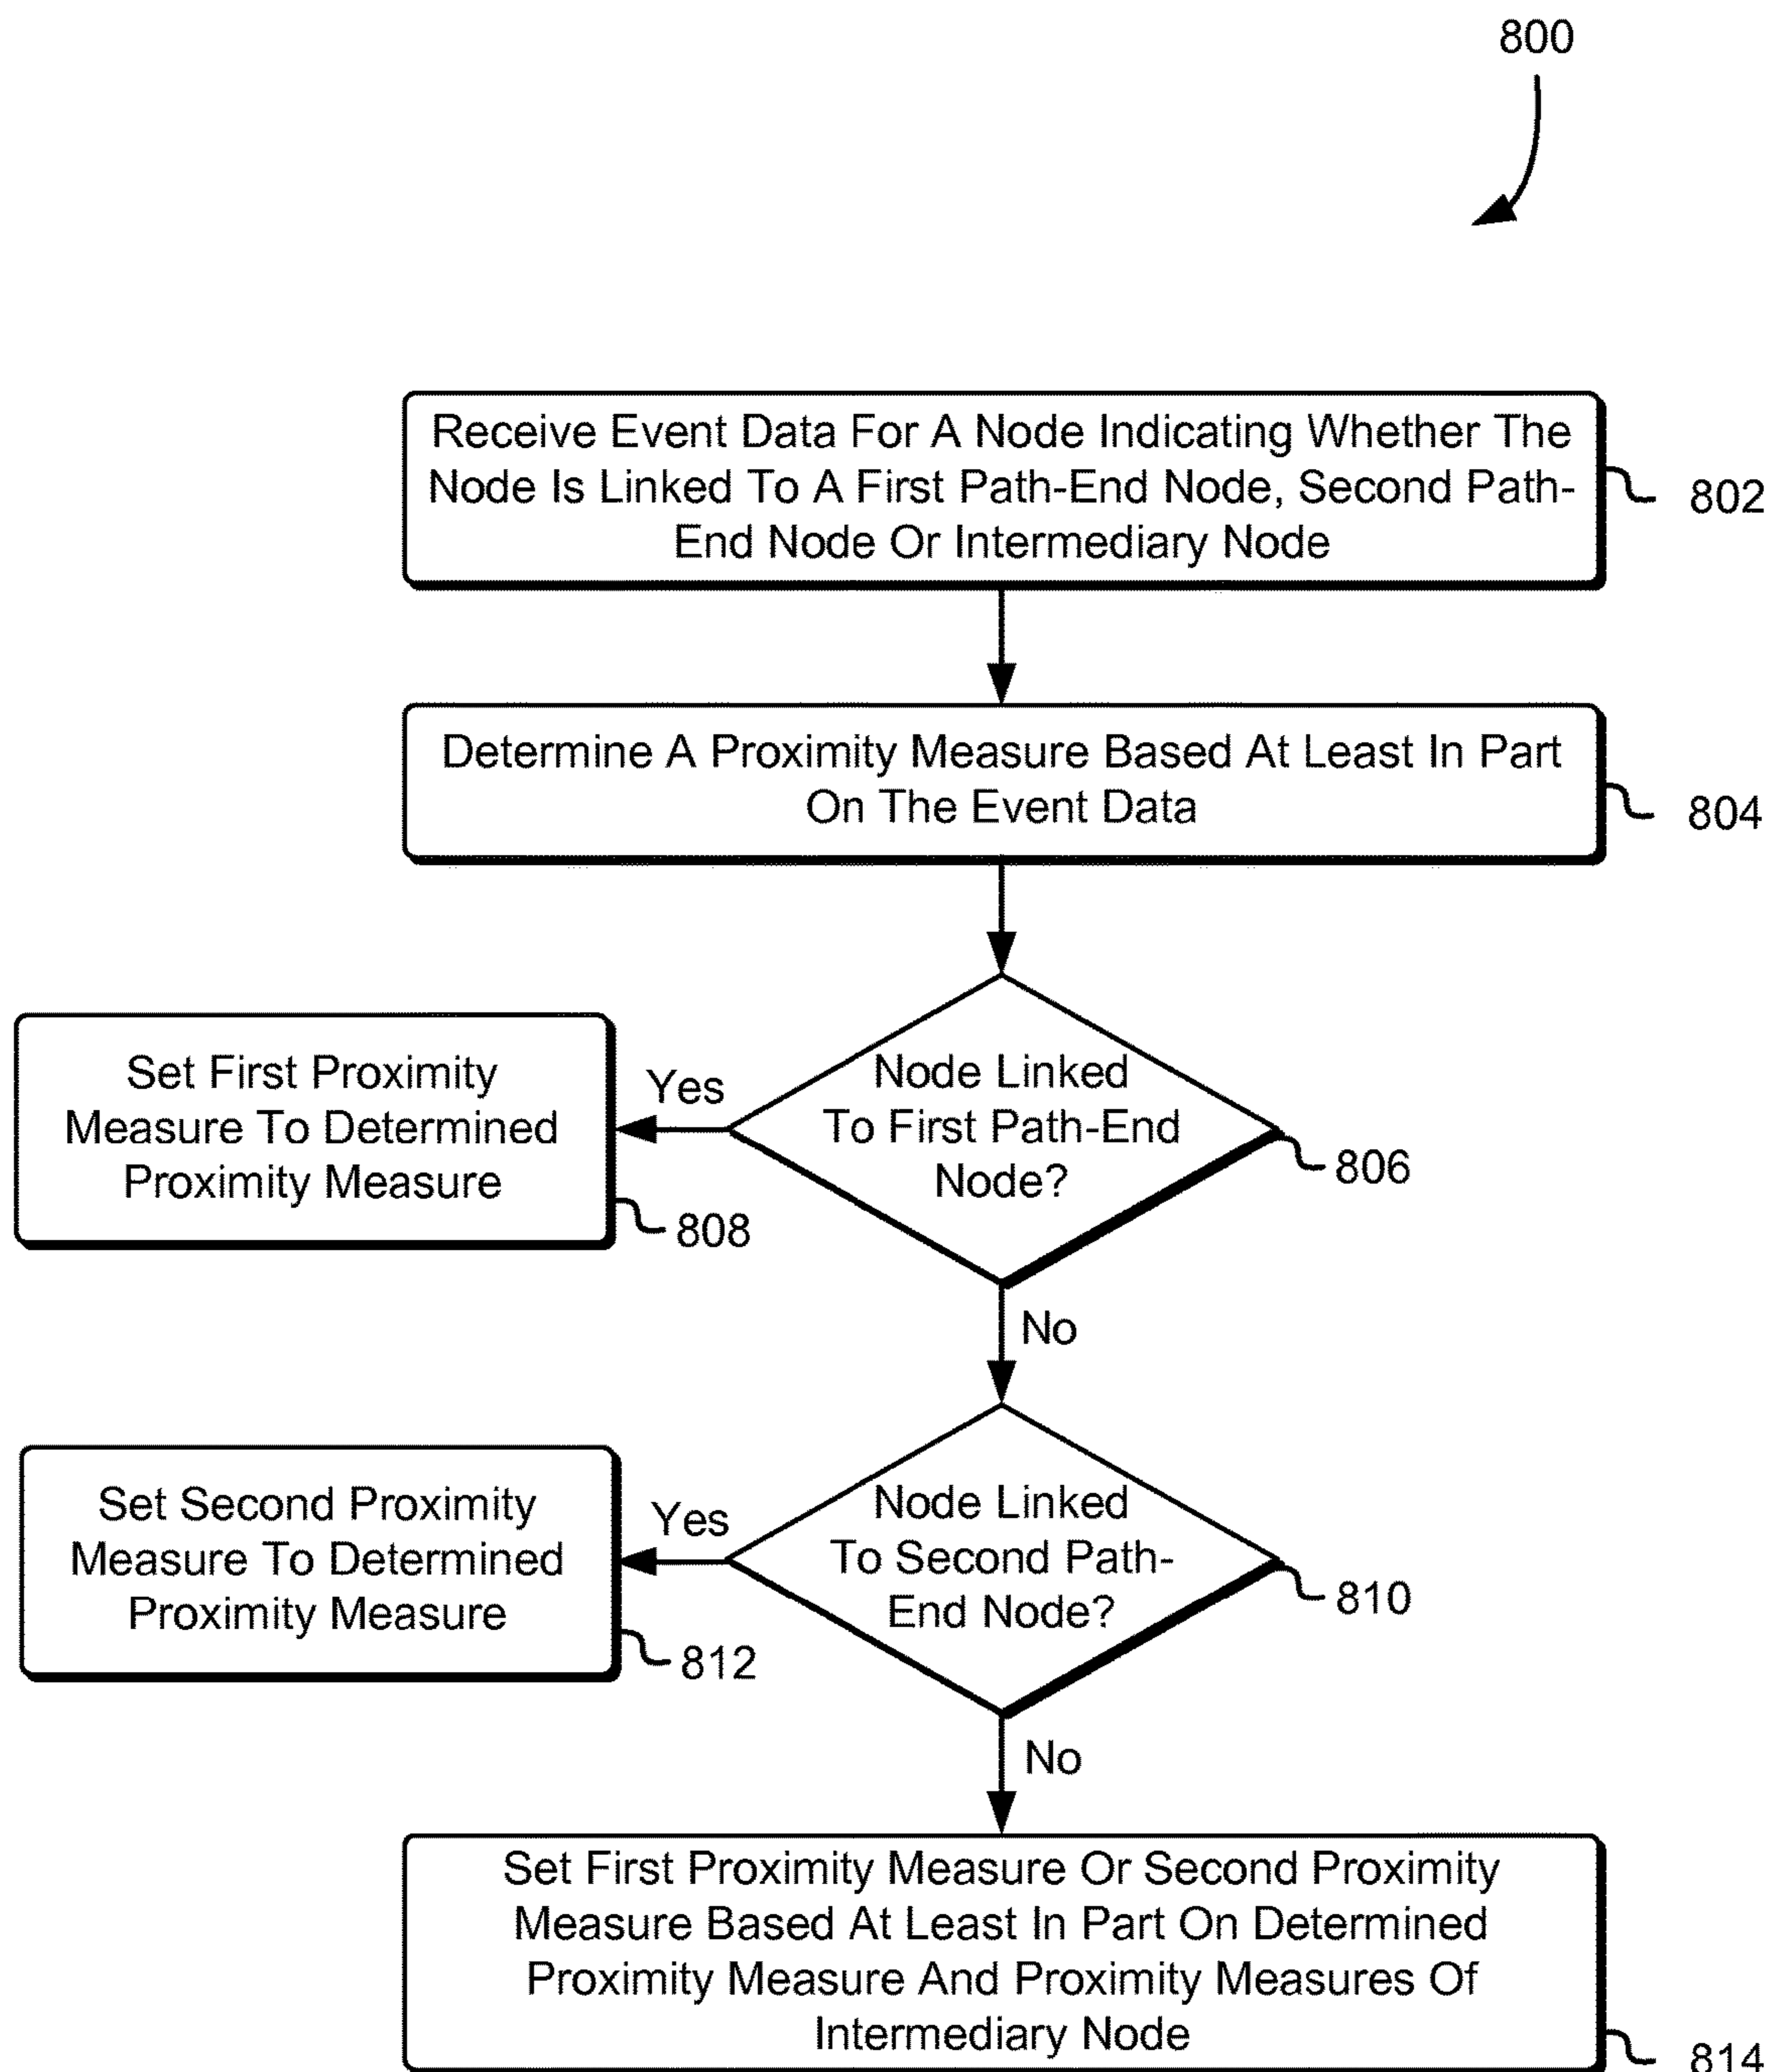 800
Receive Event Data For A Node Indicating Whether The
Node Is Linked To A First Path-End Node, Second Path-
End Node Or Intermediary Node
802
Determine A Proximity Measure Based At Least In Part
On The Event Data
804
Node Linked
To First Path-End
Node?
806
Yes
Set First Proximity
Measure To Determined
Proximity Measure
808
No
Node Linked
To Second Path-
End Node?
810
Yes
Set Second Proximity
Measure To Determined
Proximity Measure
812
No
Set First Proximity Measure Or Second Proximity
Measure Based At Least In Part On Determined
Proximity Measure And Proximity Measures Of
Intermediary Node
814